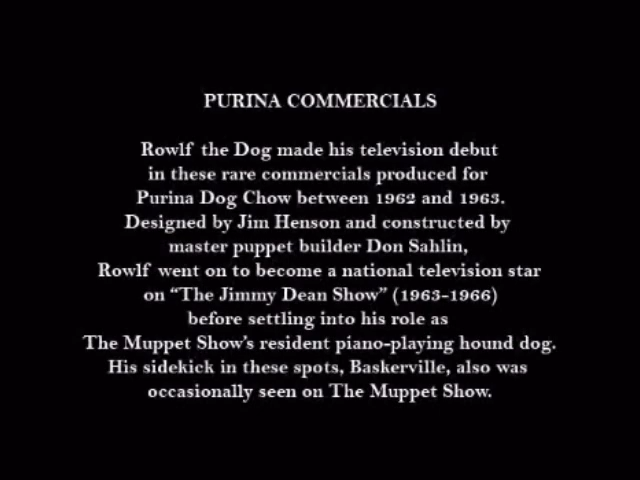 PURINA COMMERCIALS
Rowlf the Dog made his television debut
in these rare commercials produced for
Purina Dog Chow between 1962 and 1963.
Designed by Jim Henson and constructed by
master puppet builder Don Sahlin,
Rowlf went on to become a national television star
on “The Jimmy Dean Show” (1963-1966)
before settling into his role as
The Muppet Show’s resident piano-playing hound dog.
His sidekick in these spots, Baskerville, also was
occasionally seen on The Muppet Show.